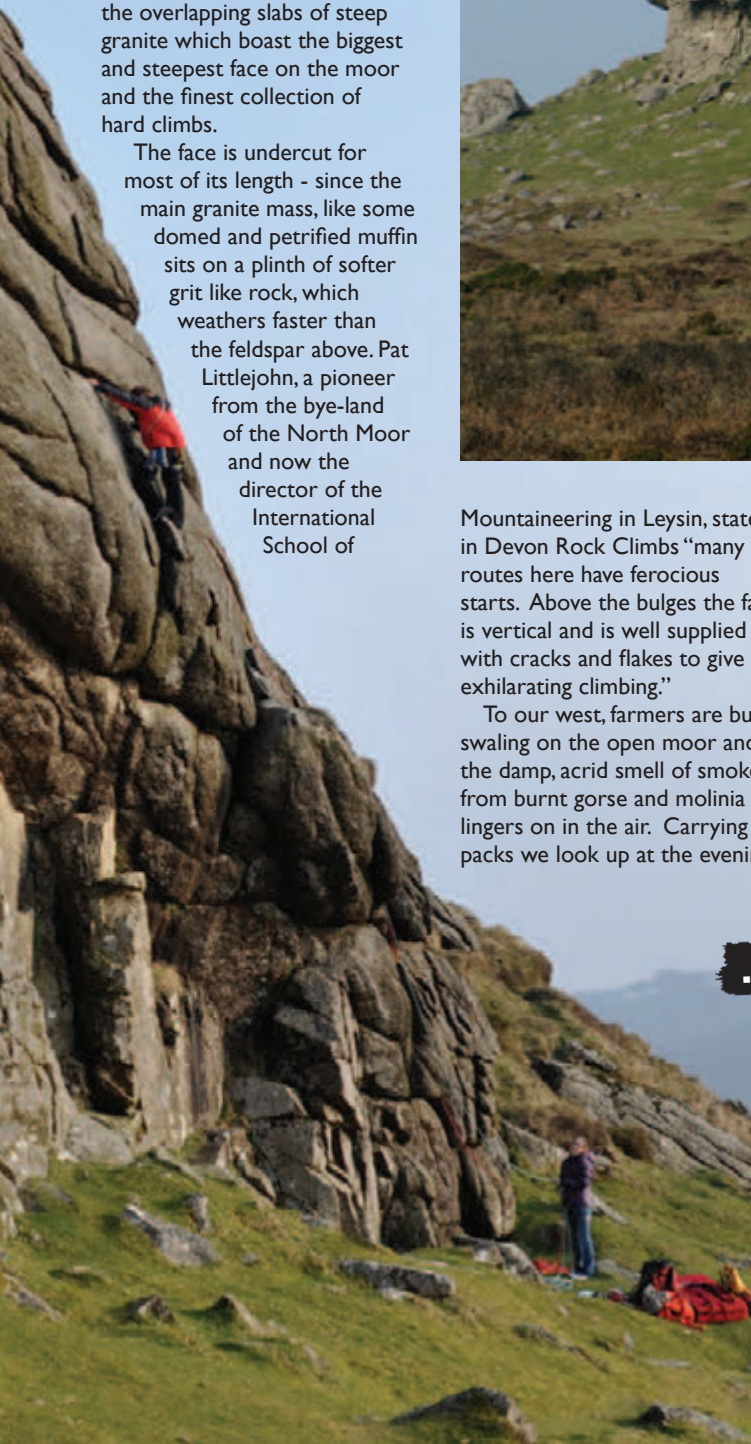 the overlapping slabs of steep
granite which boast the biggest
and steepest face on the moor
and the finest collection of
hard climbs.
The face is undercut for
most of its length - since the
main granite mass, like some
domed and petrified muffin
sits on a plinth of softer
grit like rock, which
weathers faster than
the feldspar above. Pat
Littlejohn, a pioneer
from the bye-land
of the North Moor
and now the
director of the
International
School of
Mountaineering in Leysin,
in Devon Rock Climbs “many
routes here have ferocious
starts.  Above the bulges the
is vertical and is well supplied
with cracks and flakes to give
exhilarating climbing.”
To our west, farmers are
swaling on the open moor
the damp, acrid smell of
from burnt gorse and molinia
lingers on in the air.  Carrying
packs we look up at the